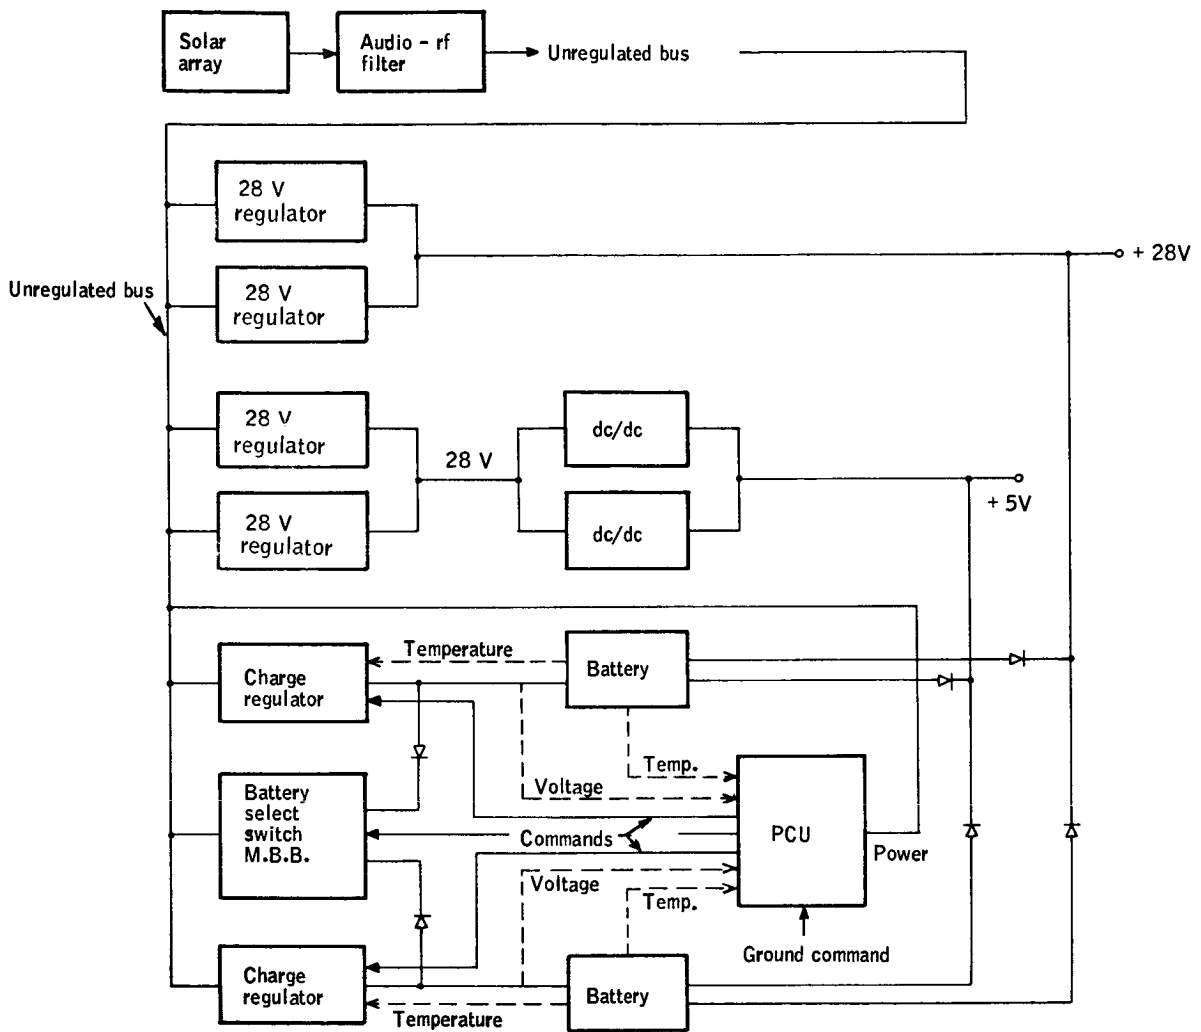 Solar
array
Audio - rf
filter
Unregulated bus
28 V
regulator
+ 28V
Unregulated bus
28 V
regulator
28 V
regulator
dc/dc
28 V
+ 5V
28 V
regulator
dc/dc
Temperature
Charge
regulator
Battery
Temp.
Voltage
Battery
select
switch
M.B.B.
Commands
PCU
Power
Voltage
Temp.
Ground command
Charge
regulator
Battery
Temperature